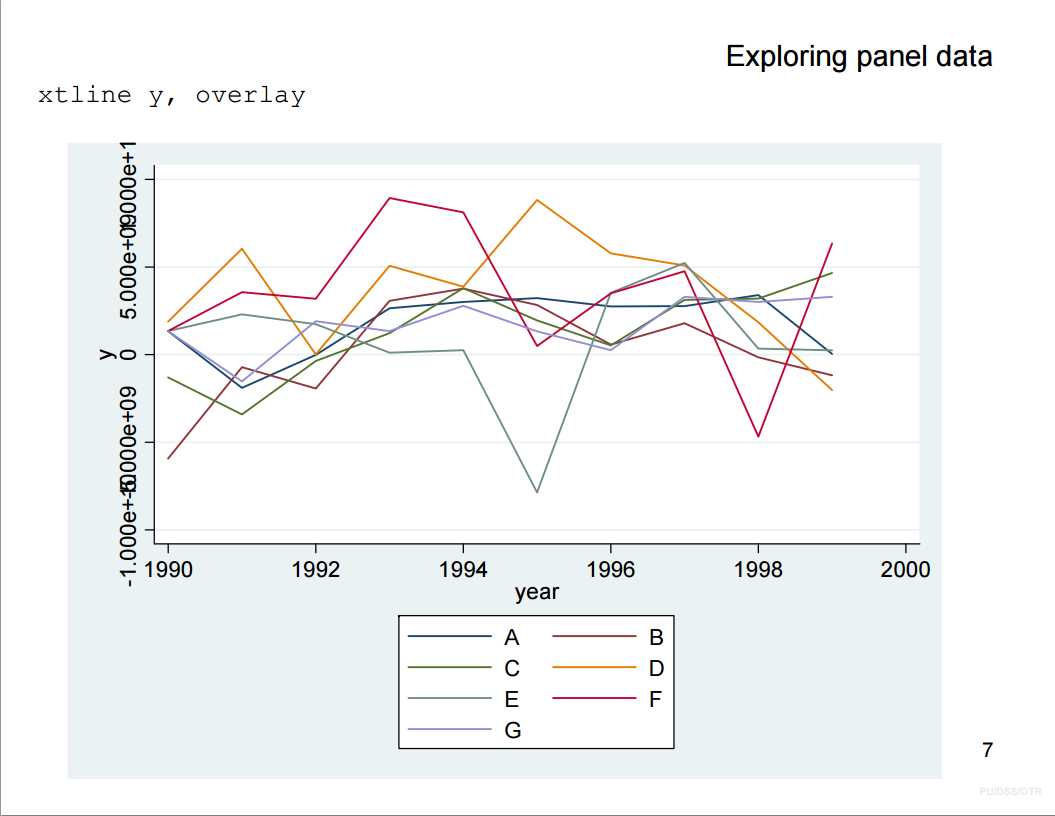 Exploring panel data
xtline y, overlay
5.000e+09
0
y
1990 1992 1994 1996 1998 2000
year
A B
C D
E F
G
7
PU/DSS/OTR